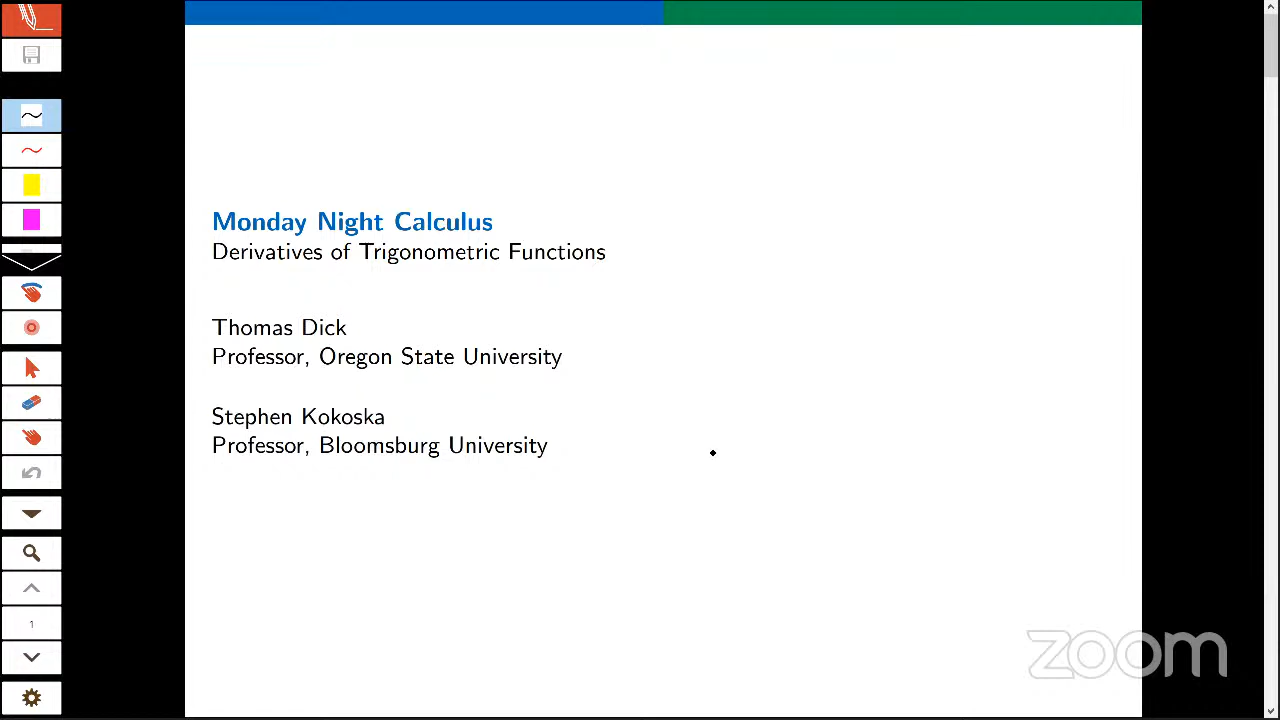 Monday Night Calculus
Derivatives of Trigonometric Functions
Thomas Dick
Professor, Oregon State University
Stephen Kokoska
Professor, Bloomsburg University
1
zoom